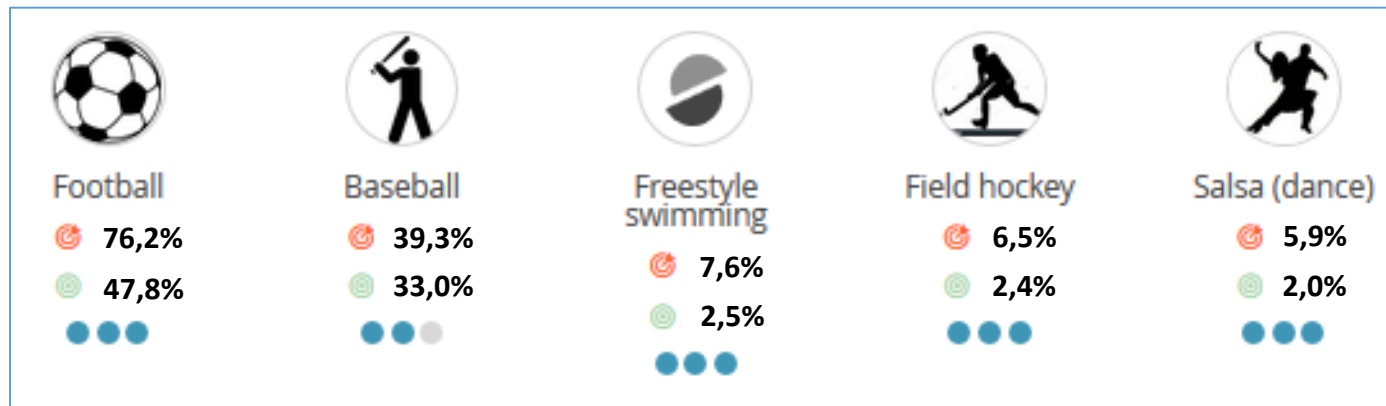 Football
76,2%
47,8%
Baseball
39,3%
33,0%
Freestyle
swimming
7,6%
2,5%
Field hockey
6,5%
2,4%
Salsa (dance)
5,9%
2,0%